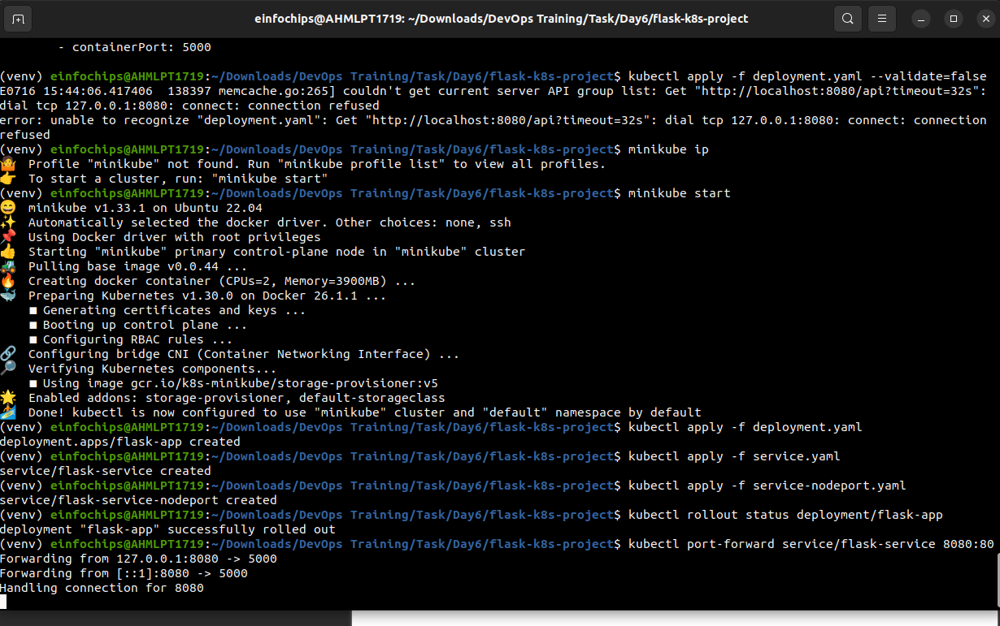 einfochips@AHMLPT1719: ~/Downloads/DevOps Training/Task/Day6/flask-k8s-project
- containerPort: 5000
(venv) einfochips@AHMLPT1719:~/Downloads/DevOps Training/Task/Day6/flask-k8s-project$ kubectl apply -f deployment.yaml --validate=false
E0716 15:44:06.417406  138397 memcache.go:265] couldn't get current server API group list: Get "http://localhost:8080/api?timeout=32s":
dial tcp 127.0.0.1:8080: connect: connection refused
error: unable to recognize "deployment.yaml": Get "http://localhost:8080/api?timeout=32s": dial tcp 127.0.0.1:8080: connect: connection
refused
(venv) einfochips@AHMLPT1719:~/Downloads/DevOps Training/Task/Day6/flask-k8s-project$ minikube ip
🤷 Profile "minikube" not found. Run "minikube profile list" to view all profiles.
👉 To start a cluster, run: "minikube start"
(venv) einfochips@AHMLPT1719:~/Downloads/DevOps Training/Task/Day6/flask-k8s-project$ minikube start
😄 minikube v1.33.1 on Ubuntu 22.04
✨ Automatically selected the docker driver. Other choices: none, ssh
📌 Using Docker driver with root privileges
👍 Starting "minikube" primary control-plane node in "minikube" cluster
🚜 Pulling base image v0.0.44 ...
🔥 Creating docker container (CPUs=2, Memory=3900MB) ...
🐳 Preparing Kubernetes v1.30.0 on Docker 26.1.1 ...
■ Generating certificates and keys ...
■ Booting up control plane ...
■ Configuring RBAC rules ...
🔗 Configuring bridge CNI (Container Networking Interface) ...
🔎 Verifying Kubernetes components...
■ Using image gcr.io/k8s-minikube/storage-provisioner:v5
🌟 Enabled addons: storage-provisioner, default-storageclass
🏄 Done! kubectl is now configured to use "minikube" cluster and "default" namespace by default
(venv) einfochips@AHMLPT1719:~/Downloads/DevOps Training/Task/Day6/flask-k8s-project$ kubectl apply -f deployment.yaml
deployment.apps/flask-app created
(venv) einfochips@AHMLPT1719:~/Downloads/DevOps Training/Task/Day6/flask-k8s-project$ kubectl apply -f service.yaml
service/flask-service created
(venv) einfochips@AHMLPT1719:~/Downloads/DevOps Training/Task/Day6/flask-k8s-project$ kubectl apply -f service-nodeport.yaml
service/flask-service-nodeport created
(venv) einfochips@AHMLPT1719:~/Downloads/DevOps Training/Task/Day6/flask-k8s-project$ kubectl rollout status deployment/flask-app
deployment "flask-app" successfully rolled out
(venv) einfochips@AHMLPT1719:~/Downloads/DevOps Training/Task/Day6/flask-k8s-project$ kubectl port-forward service/flask-service 8080:80
Forwarding from 127.0.0.1:8080 -> 5000
Forwarding from [::1]:8080 -> 5000
Handling connection for 8080